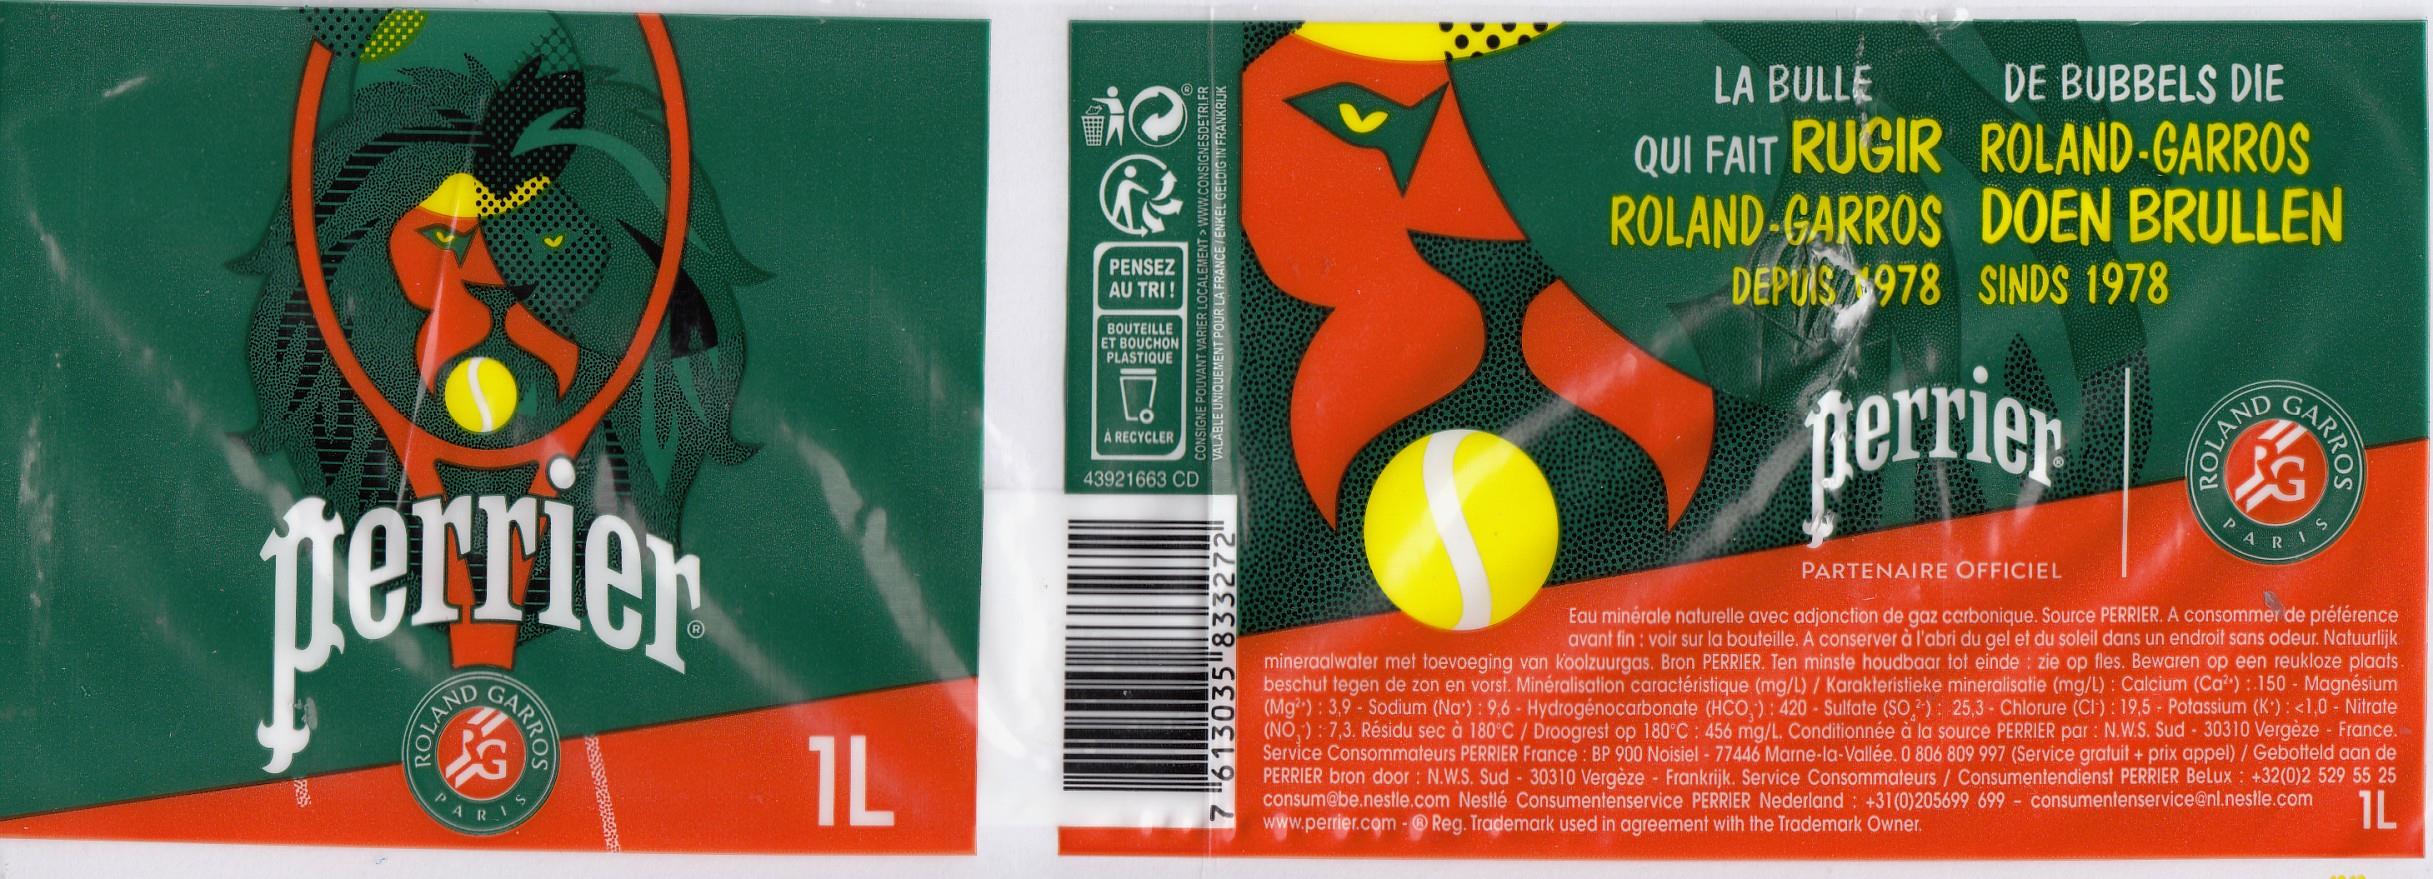 perrier®
ROLAND GARROS
PARIS
1L
PENSEZ
AU TRI !
BOUTEILLE
ET BOUCHON
PLASTIQUE
À RECYCLER
43921663 CD
CONSIGNE POUVANT VARIER LOCALEMENT > WWW.CONSIGNESDETRI.FR
VALABLE UNIQUEMENT POUR LA FRANCE / ENKEL GELDIG IN FRANKRIJK
7 613035 833272
LA BULLE
QUI FAIT RUGIR
ROLAND-GARROS
DEPUIS 1978
DE BUBBELS DIE
ROLAND-GARROS
DOEN BRULLEN
SINDS 1978
perrier®
PARTENAIRE OFFICIEL
ROLAND GARROS
PARIS
Eau minérale naturelle avec adjonction de gaz carbonique. Source PERRIER. A consommer de préférence
avant fin : voir sur la bouteille. A conserver à l'abri du gel et du soleil dans un endroit sans odeur. Natuurlijk
mineraalwater met toevoeging van koolzuurgas. Bron PERRIER. Ten minste houdbaar tot einde : zie op fles. Bewaren op een reukloze plaats
beschut tegen de zon en vorst. Minéralisation caractéristique (mg/L) / Karakteristieke mineralisatie (mg/L) : Calcium (Ca²⁺) : 150 - Magnésium
(Mg²⁺) : 3,9 - Sodium (Na⁺) : 9,6 - Hydrogénocarbonate (HCO₃⁻) : 420 - Sulfate (SO₄²⁻) : 25,3 - Chlorure (Cl⁻) : 19,5 - Potassium (K⁺) : <1,0 - Nitrate
(NO₃⁻) : 7,3. Résidu sec à 180°C / Droogrest op 180°C : 456 mg/L. Conditionnée à la source PERRIER par : N.W.S. Sud - 30310 Vergèze - France.
Service Consommateurs PERRIER France : BP 900 Noisiel - 77446 Marne-la-Vallée. 0 806 809 997 (Service gratuit + prix appel) / Gebotteld aan de
PERRIER bron door : N.W.S. Sud - 30310 Vergèze - Frankrijk. Service Consommateurs / Consumentendienst PERRIER BeLux : +32(0)2 529 55 25
consum@be.nestle.com Nestlé Consumentenservice PERRIER Nederland : +31(0)205699 699 – consumentenservice@nl.nestle.com
www.perrier.com - ® Reg. Trademark used in agreement with the Trademark Owner.
1L